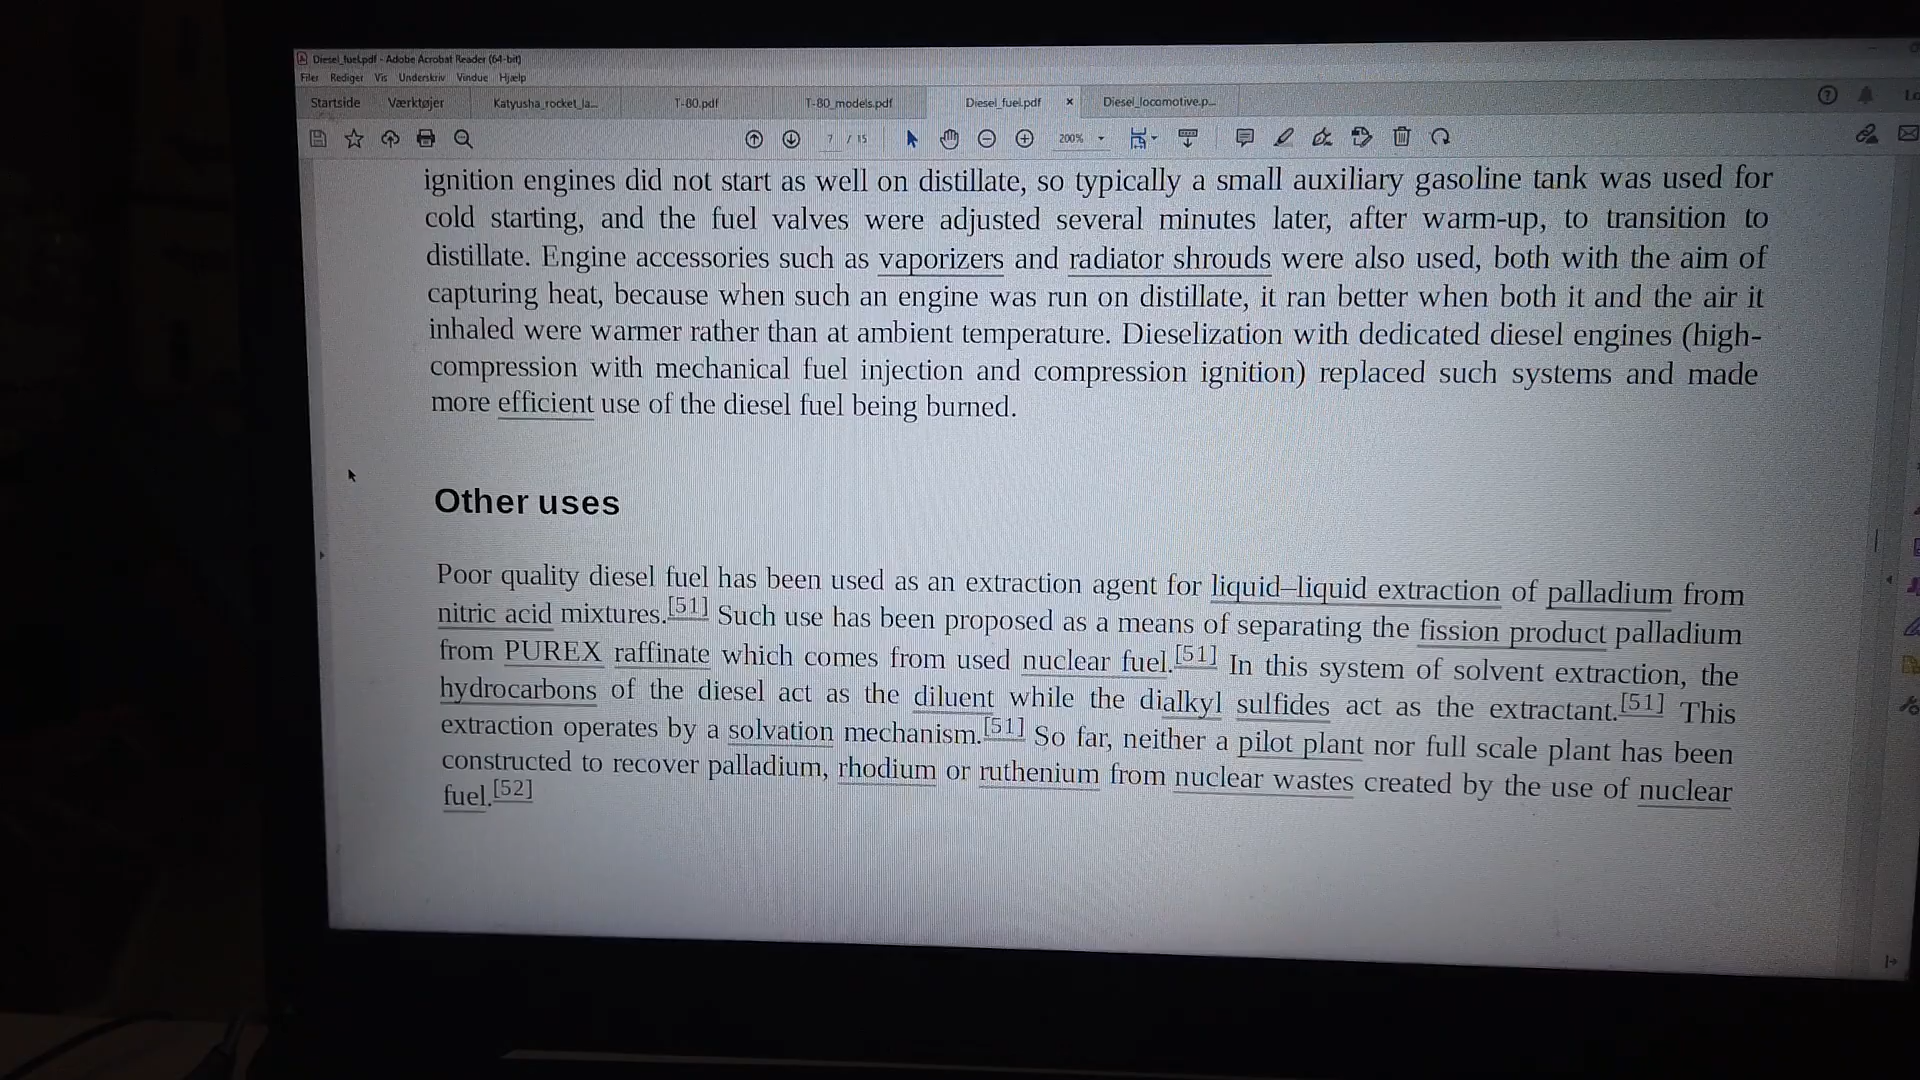 Diesel_fuel.pdf - Adobe Acrobat Reader (64-bit)
Filer Rediger Vis Underskriv Vindue Hjælp
Startside Værktøjer Katyusha_rocket_la... T-80.pdf T-80_models.pdf Diesel_fuel.pdf × Diesel_locomotive.p...
7 / 15 200%
ignition engines did not start as well on distillate, so typically a small auxiliary gasoline tank was used for
cold starting, and the fuel valves were adjusted several minutes later, after warm-up, to transition to
distillate. Engine accessories such as vaporizers and radiator shrouds were also used, both with the aim of
capturing heat, because when such an engine was run on distillate, it ran better when both it and the air it
inhaled were warmer rather than at ambient temperature. Dieselization with dedicated diesel engines (high-
compression with mechanical fuel injection and compression ignition) replaced such systems and made
more efficient use of the diesel fuel being burned.
Other uses
Poor quality diesel fuel has been used as an extraction agent for liquid–liquid extraction of palladium from
nitric acid mixtures.[51] Such use has been proposed as a means of separating the fission product palladium
from PUREX raffinate which comes from used nuclear fuel.[51] In this system of solvent extraction, the
hydrocarbons of the diesel act as the diluent while the dialkyl sulfides act as the extractant.[51] This
extraction operates by a solvation mechanism.[51] So far, neither a pilot plant nor full scale plant has been
constructed to recover palladium, rhodium or ruthenium from nuclear wastes created by the use of nuclear
fuel.[52]